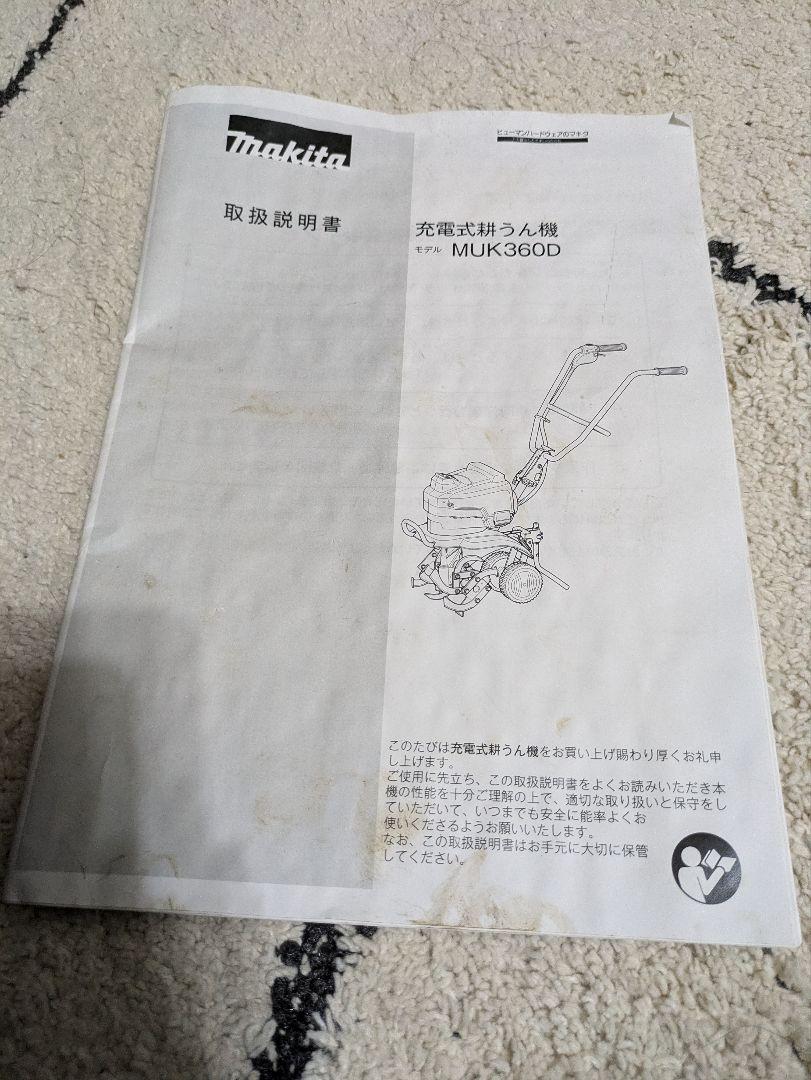 makita
ヒューマンハードウェアのマキタ
取扱説明書
充電式耕うん機
モデル MUK360D
このたびは充電式耕うん機をお買い上げ賜わり厚くお礼申
し上げます。
ご使用に先立ち、この取扱説明書をよくお読みいただき本
機の性能を十分ご理解の上で、適切な取り扱いと保守をし
ていただいて、いつまでも安全に能率よくお
使いくださるようお願いいたします。
なお、この取扱説明書はお手元に大切に保管
してください。